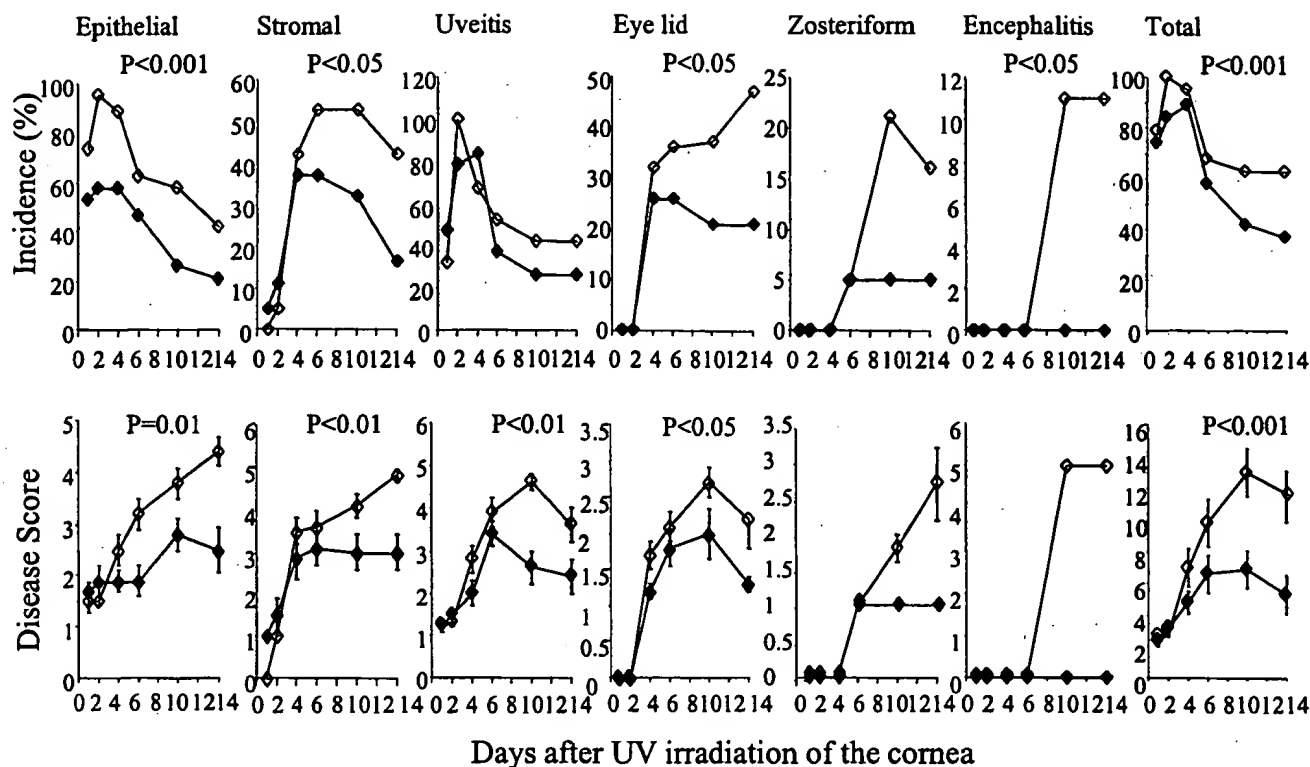 Epithelial Stromal Uveitis Eye lid Zosteriform Encephalitis Total
P<0.001 P<0.05 P<0.05 P<0.05 P<0.001
Incidence (%)
100 80 60 40 20 0
60 50 40 30 20 10 0
120 100 80 60 40 20 0
50 40 30 20 10 0
25 20 15 10 5 0
12 10 8 6 4 2 0
100 80 60 40 20 0
0 2 4 6 8 10 12 14 0 2 4 6 8 10 12 14 0 2 4 6 8 10 12 14 0 2 4 6 8 10 12 14 0 2 4 6 8 10 12 14 0 2 4 6 8 10 12 14 0 2 4 6 8 10 12 14
P=0.01 P<0.01 P<0.01 P<0.05 P<0.001
Disease Score
5 4 3 2 1 0
6 5 4 3 2 1 0
6 5 4 3 2 1 0
3.5 3 2.5 2 1.5 1 0.5 0
3.5 3 2.5 2 1.5 1 0.5 0
6 5 4 3 2 1 0
16 14 12 10 8 6 4 2 0
0 2 4 6 8 10 12 14 0 2 4 6 8 10 12 14 0 2 4 6 8 10 12 14 0 2 4 6 8 10 12 14 0 2 4 6 8 10 12 14 0 2 4 6 8 10 12 14 0 2 4 6 8 10 12 14
Days after UV irradiation of the cornea